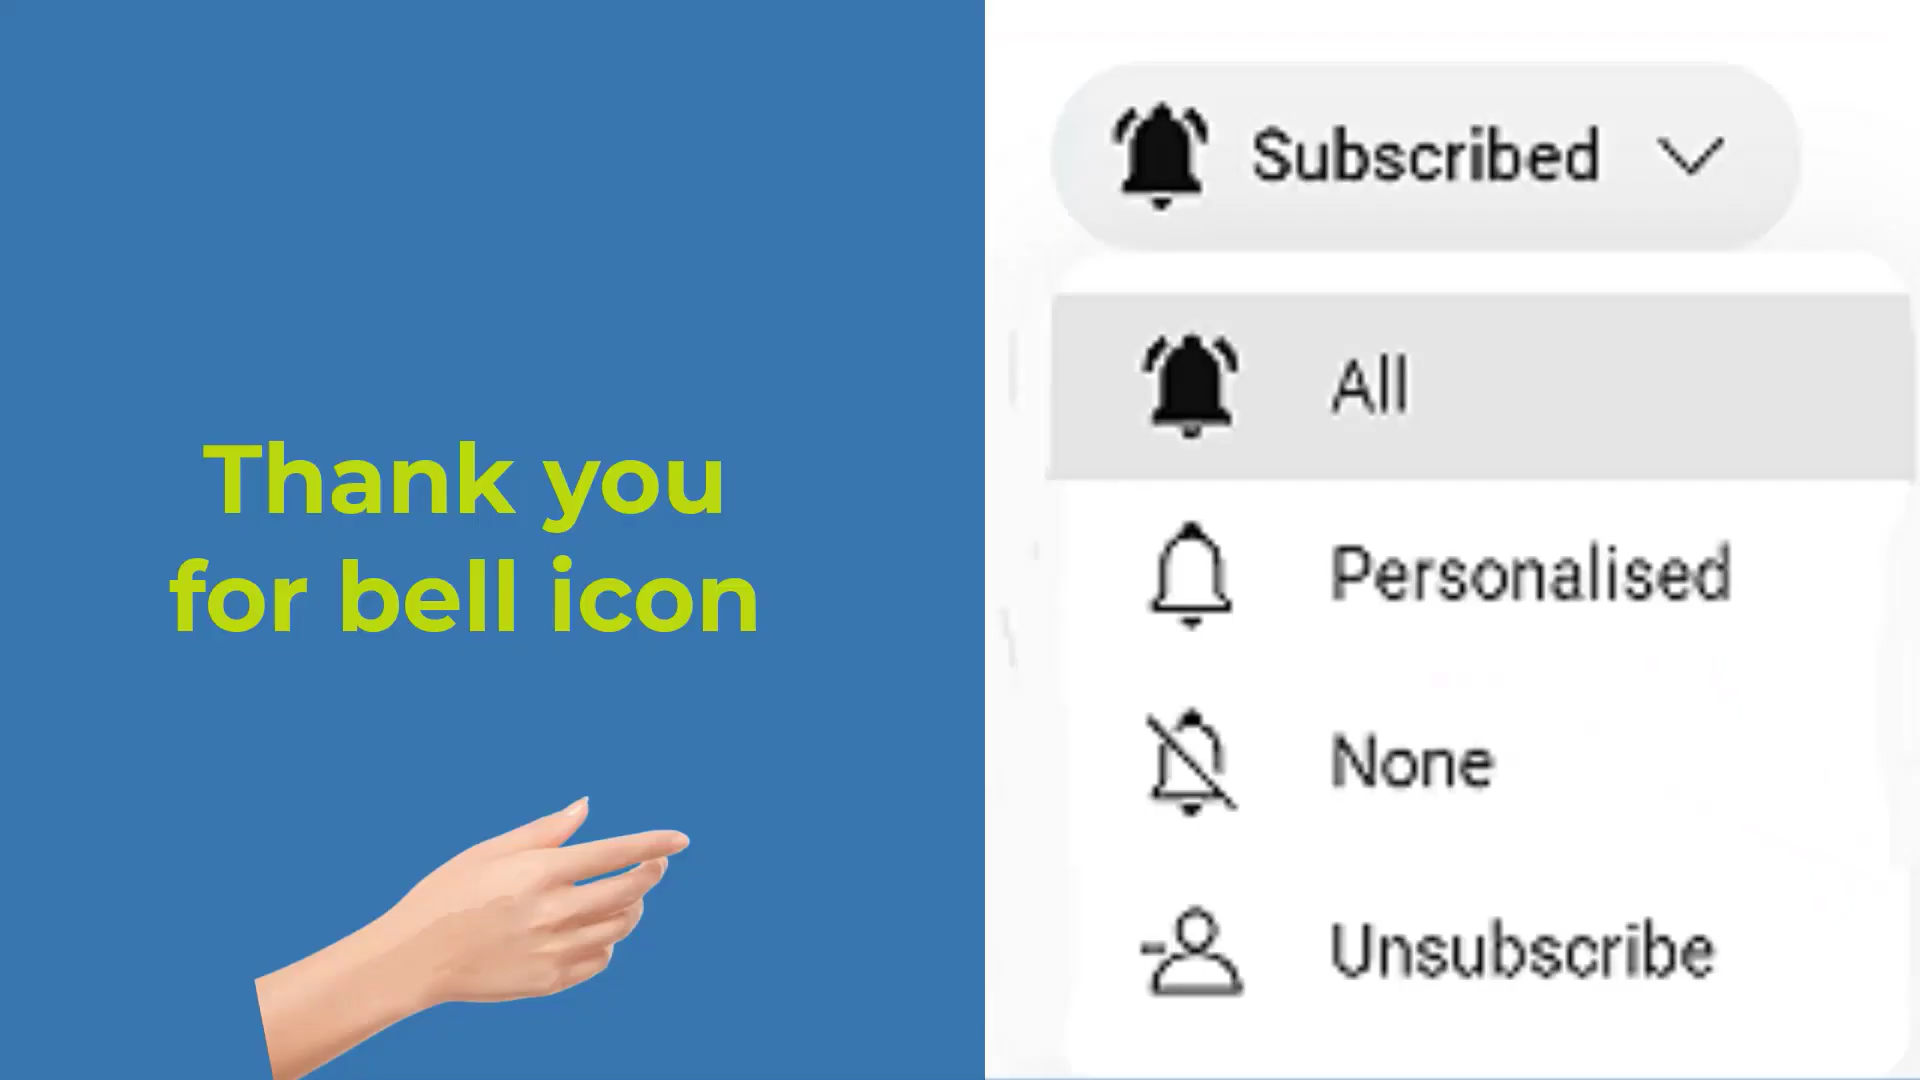 Thank you
for bell icon
Subscribed
All
Personalised
None
Unsubscribe